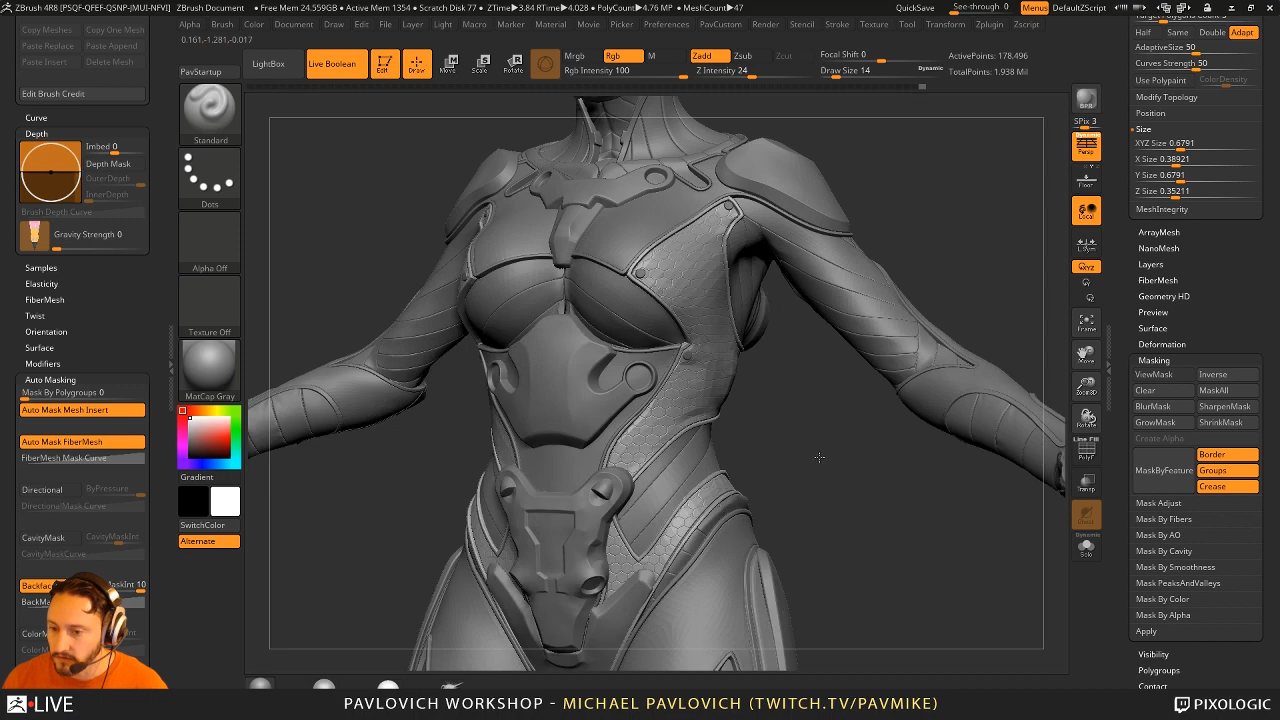 ZBrush R8 [PSQF-QFEF-QSNP-JMUI-NRVI]
ZBrush Document
• Free Mem 24.559GB • Active Mem 1354 • Scratch Disk 77 • ZTime▶3.84 RTime▶4.028 • PolyCount▶4.76 MP • MeshCount▶47
QuickSave
See-through 0
Menus
DefaultZScript
Alpha Brush Color Document Draw Edit File Layer Light Macro Marker Material Movie Picker Preferences PavCustom Render Stencil Stroke Texture Tool Transform Zplugin Zscript
0.161,-1.281,-0.017
PavStartup
LightBox
Live Boolean
Edit
Draw
Move
Scale
Rotate
Mrgb
Rgb
M
Rgb Intensity 100
Zadd
Zsub
Zcut
Z Intensity 24
Focal Shift 0
Draw Size 14
Dynamic
ActivePoints: 178,496
TotalPoints: 1.938 Mil
Copy Meshes
Copy One Mesh
Paste Replace
Paste Append
Paste Insert
Delete Mesh
Edit Brush Credit
Curve
Depth
Imbed 0
Depth Mask
OuterDepth
InnerDepth
Brush Depth Curve
Gravity Strength 0
Samples
Elasticity
FiberMesh
Twist
Orientation
Surface
Modifiers
Auto Masking
Mask By Polygroups 0
Auto Mask Mesh Insert
Auto Mask FiberMesh
FiberMesh Mask Curve
Directional
ByPressure
DirectionalMask Curve
CavityMask
CavityMaskInt
CavityMaskCurve
Standard
Dots
Alpha Off
Texture Off
MatCap Gray
Gradient
SwitchColor
Alternate
BPR
SPix 3
Dynamic
Persp
Floor
Local
L.Sym
XYZ
Frame
Move
Zoom3D
Rotate
Line Fill
PolyF
Transp
Dynamic
Solo
Half
Same
Double
Adapt
AdaptiveSize 50
Curves Strength 50
Use Polypaint
ColorDensity
Modify Topology
Position
Size
XYZ Size 0.6791
X Size 0.38921
Y Size 0.6791
Z Size 0.35211
MeshIntegrity
ArrayMesh
NanoMesh
Layers
FiberMesh
Geometry HD
Preview
Surface
Deformation
Masking
ViewMask
Inverse
Clear
MaskAll
BlurMask
SharpenMask
GrowMask
ShrinkMask
Create Alpha
MaskByFeature
Border
Groups
Crease
Mask Adjust
Mask By Fibers
Mask By AO
Mask By Cavity
Mask By Smoothness
Mask PeaksAndValleys
Mask By Color
Mask By Alpha
Apply
Visibility
Polygroups
LIVE
PAVLOVICH WORKSHOP - MICHAEL PAVLOVICH (TWITCH.TV/PAVMIKE)
PIXOLOGIC